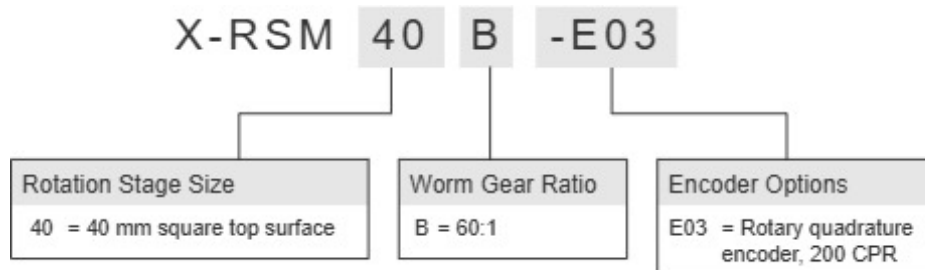 X-RSM 40 B -E03
Rotation Stage Size
40 = 40 mm square top surface
Worm Gear Ratio
B = 60:1
Encoder Options
E03 = Rotary quadrature
encoder, 200 CPR